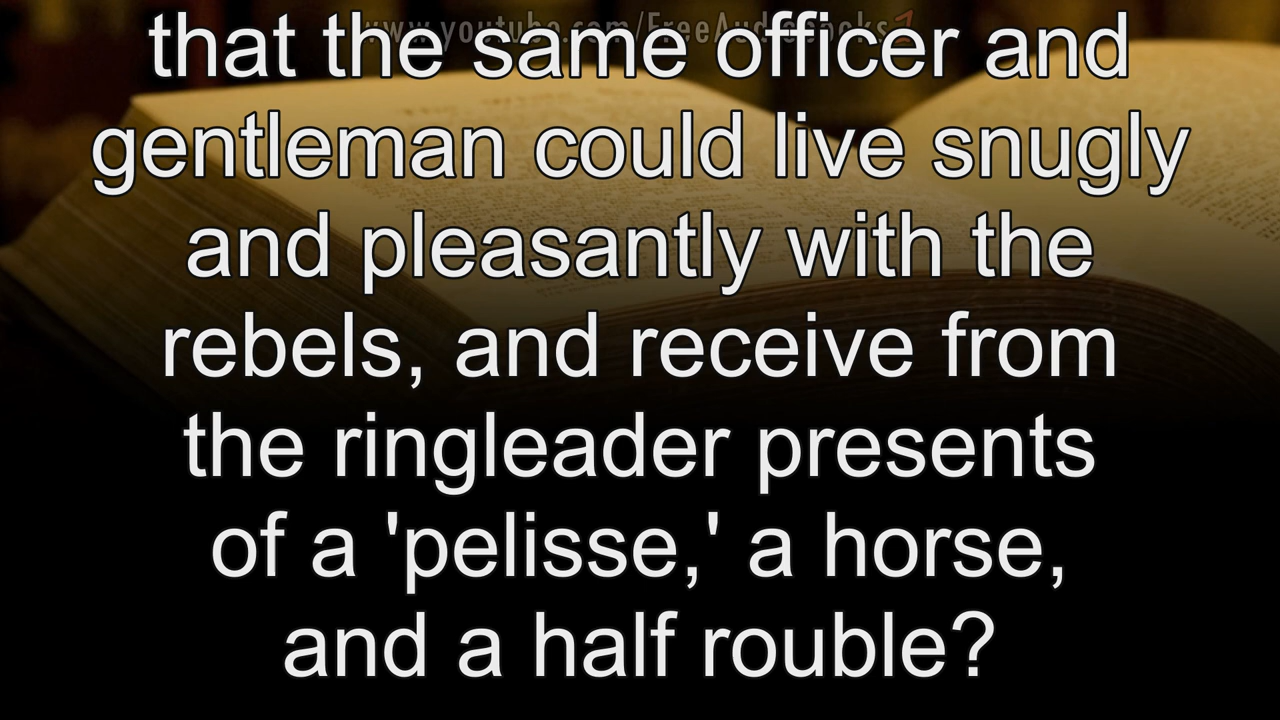 www.youtube.com/FreeAudiobooks1
that the same officer and
gentleman could live snugly
and pleasantly with the
rebels, and receive from
the ringleader presents
of a 'pelisse,' a horse,
and a half rouble?